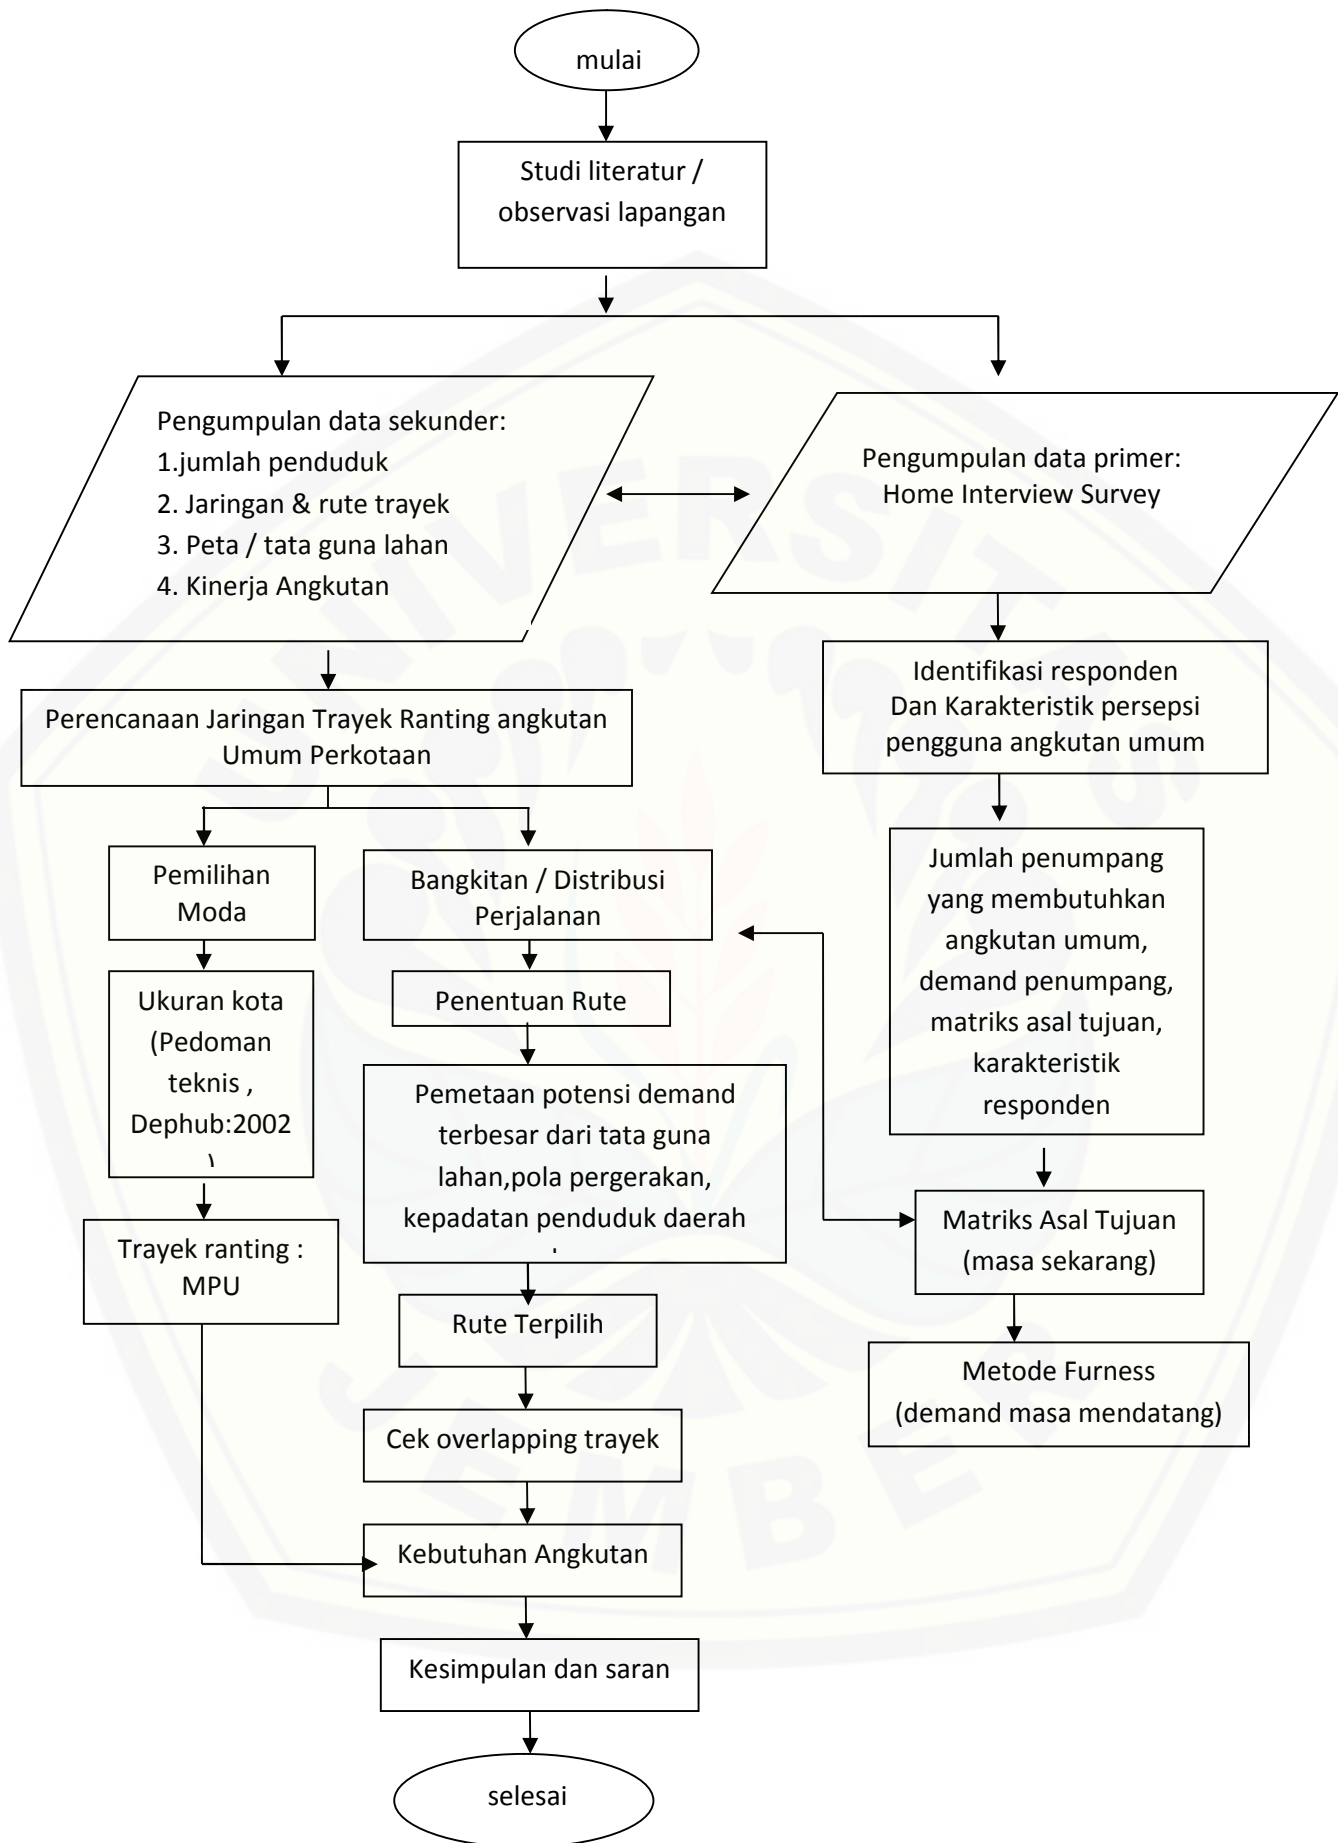 mulai
Studi literatur /
observasi lapangan
Pengumpulan data sekunder:
1.jumlah penduduk
2. Jaringan & rute trayek
3. Peta / tata guna lahan
4. Kinerja Angkutan
Pengumpulan data primer:
Home Interview Survey
Perencanaan Jaringan Trayek Ranting angkutan
Umum Perkotaan
Identifikasi responden
Dan Karakteristik persepsi
pengguna angkutan umum
Pemilihan
Moda
Bangkitan / Distribusi
Perjalanan
Jumlah penumpang
yang membutuhkan
angkutan umum,
demand penumpang,
matriks asal tujuan,
karakteristik
responden
Ukuran kota
(Pedoman
teknis ,
Dephub:2002
Penentuan Rute
Pemetaan potensi demand
terbesar dari tata guna
lahan,pola pergerakan,
kepadatan penduduk daerah
Trayek ranting :
MPU
Matriks Asal Tujuan
(masa sekarang)
Rute Terpilih
Metode Furness
(demand masa mendatang)
Cek overlapping trayek
Kebutuhan Angkutan
Kesimpulan dan saran
selesai
UNIVERSITAS
JEMBER